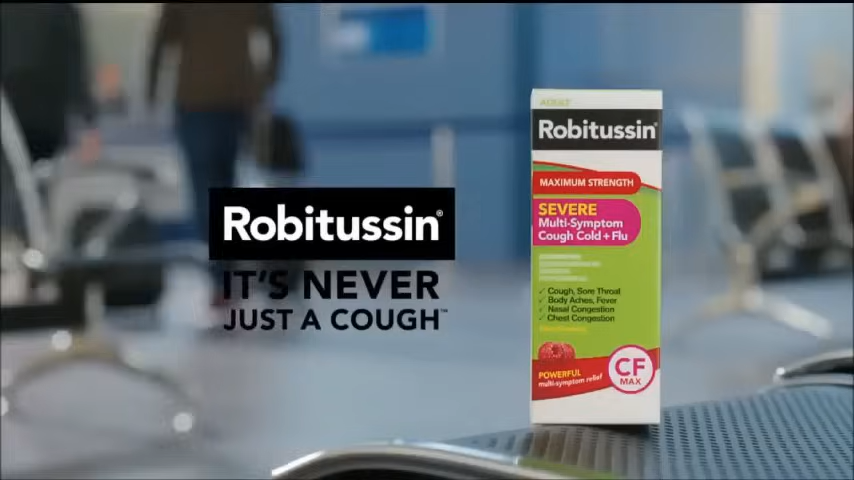 Robitussin®
IT'S NEVER
JUST A COUGH™
ADULT
Robitussin®
MAXIMUM STRENGTH
SEVERE
Multi-Symptom
Cough Cold + Flu
✓ Cough, Sore Throat
✓ Body Aches, Fever
✓ Nasal Congestion
✓ Chest Congestion
POWERFUL
multi-symptom relief
CF
MAX